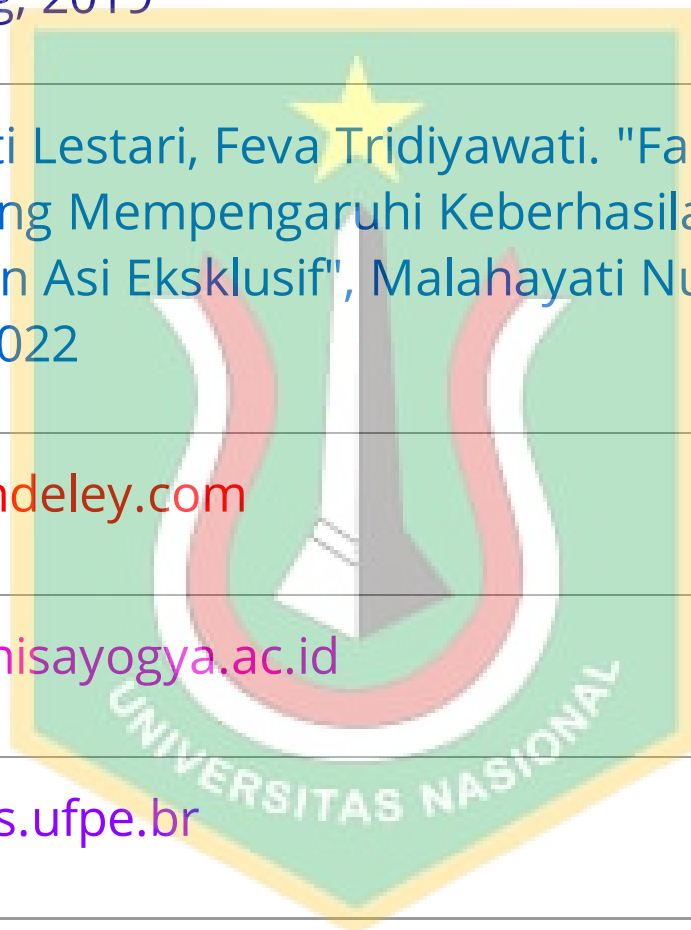 g, 2019
ti Lestari, Feva Tridiyawati. "Fa
ng Mempengaruhi Keberhasila
n Asi Eksklusif", Malahayati Nu
022
ndeley.com
nisayogya.ac.id
s.ufpe.br
UNIVERSITAS NASIONAL